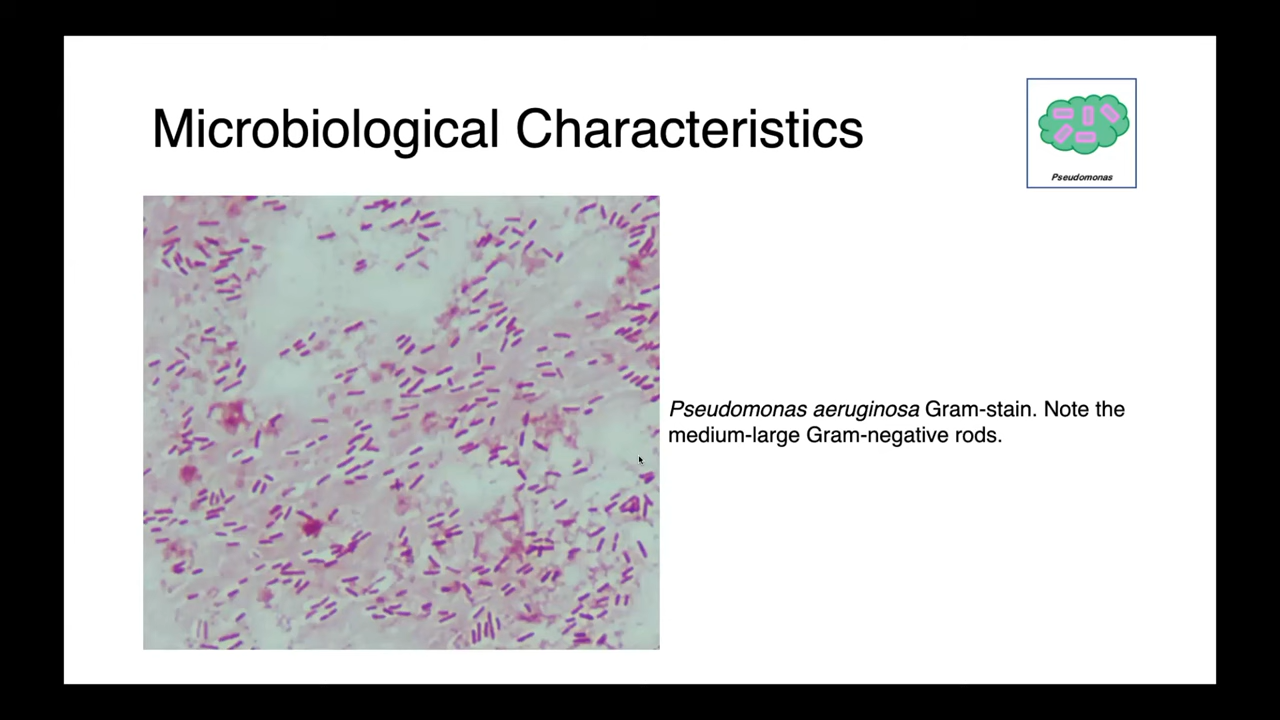 Microbiological Characteristics
Pseudomonas
Pseudomonas aeruginosa Gram-stain. Note the
medium-large Gram-negative rods.